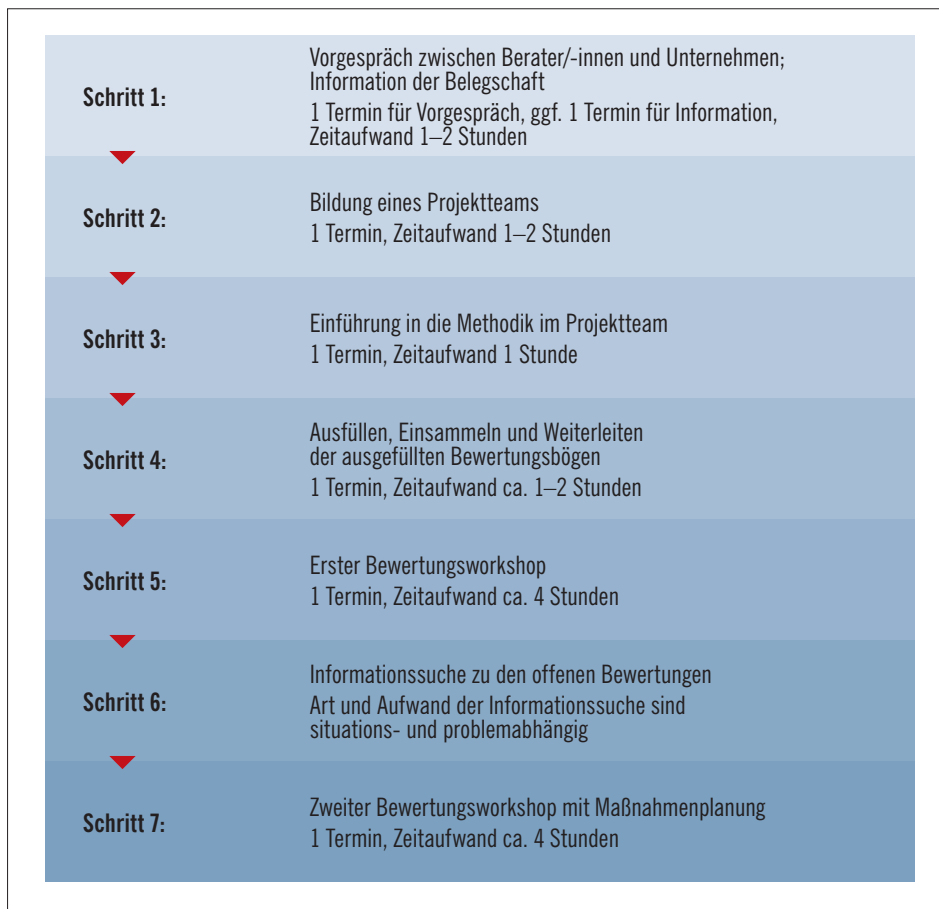 Schritt 1:
Vorgespräch zwischen Berater/-innen und Unternehmen;
Information der Belegschaft
1 Termin für Vorgespräch, ggf. 1 Termin für Information,
Zeitaufwand 1–2 Stunden
Schritt 2:
Bildung eines Projektteams
1 Termin, Zeitaufwand 1–2 Stunden
Schritt 3:
Einführung in die Methodik im Projektteam
1 Termin, Zeitaufwand 1 Stunde
Schritt 4:
Ausfüllen, Einsammeln und Weiterleiten
der ausgefüllten Bewertungsbögen
1 Termin, Zeitaufwand ca. 1–2 Stunden
Schritt 5:
Erster Bewertungsworkshop
1 Termin, Zeitaufwand ca. 4 Stunden
Schritt 6:
Informationssuche zu den offenen Bewertungen
Art und Aufwand der Informationssuche sind
situations- und problemabhängig
Schritt 7:
Zweiter Bewertungsworkshop mit Maßnahmenplanung
1 Termin, Zeitaufwand ca. 4 Stunden